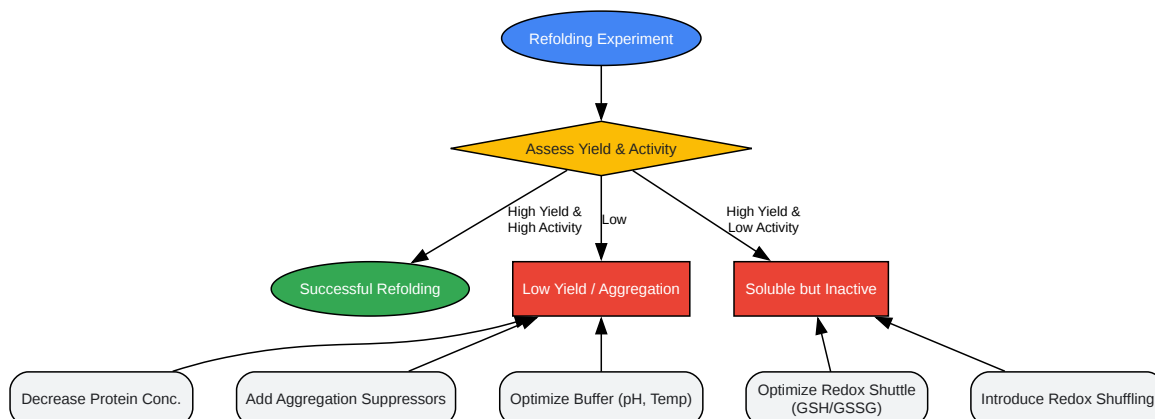 Refolding Experiment
Assess Yield & Activity
High Yield &
High Activity
Low
High Yield &
Low Activity
Successful Refolding
Low Yield / Aggregation
Soluble but Inactive
Decrease Protein Conc.
Add Aggregation Suppressors
Optimize Buffer (pH, Temp)
Optimize Redox Shuttle
(GSH/GSSG)
Introduce Redox Shuffling